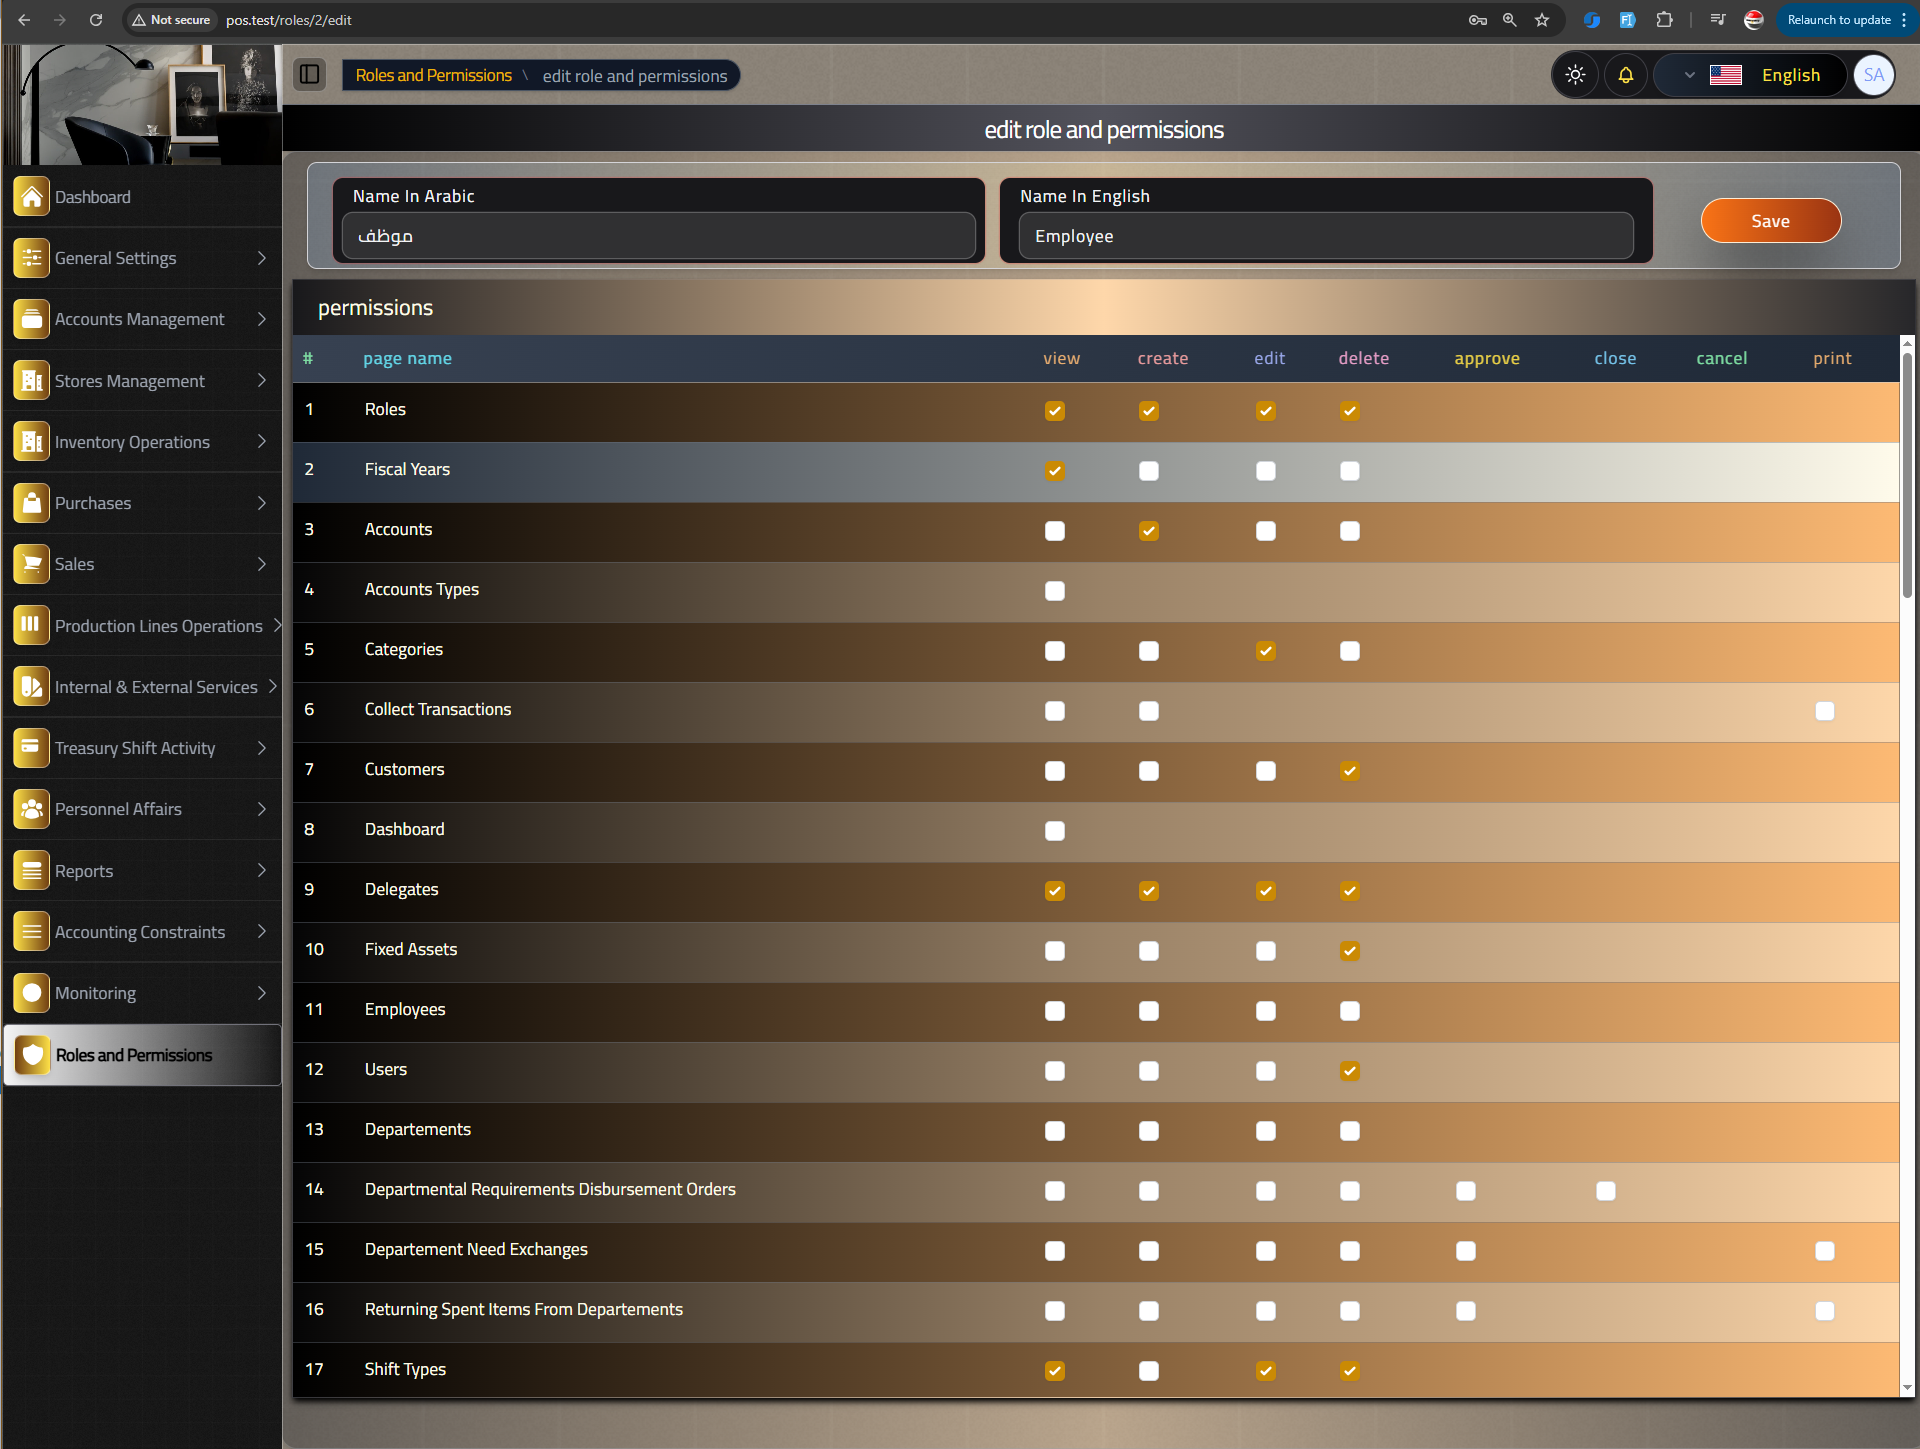 Not secure
pos.test/roles/2/edit
Relaunch to update
Roles and Permissions \ edit role and permissions
English
SA
edit role and permissions
Name In Arabic
موظف
Name In English
Employee
Save
Dashboard
General Settings
Accounts Management
Stores Management
Inventory Operations
Purchases
Sales
Production Lines Operations
Internal & External Services
Treasury Shift Activity
Personnel Affairs
Reports
Accounting Constraints
Monitoring
Roles and Permissions
permissions
# page name view create edit delete approve close cancel print
1 Roles
2 Fiscal Years
3 Accounts
4 Accounts Types
5 Categories
6 Collect Transactions
7 Customers
8 Dashboard
9 Delegates
10 Fixed Assets
11 Employees
12 Users
13 Departements
14 Departmental Requirements Disbursement Orders
15 Departement Need Exchanges
16 Returning Spent Items From Departements
17 Shift Types